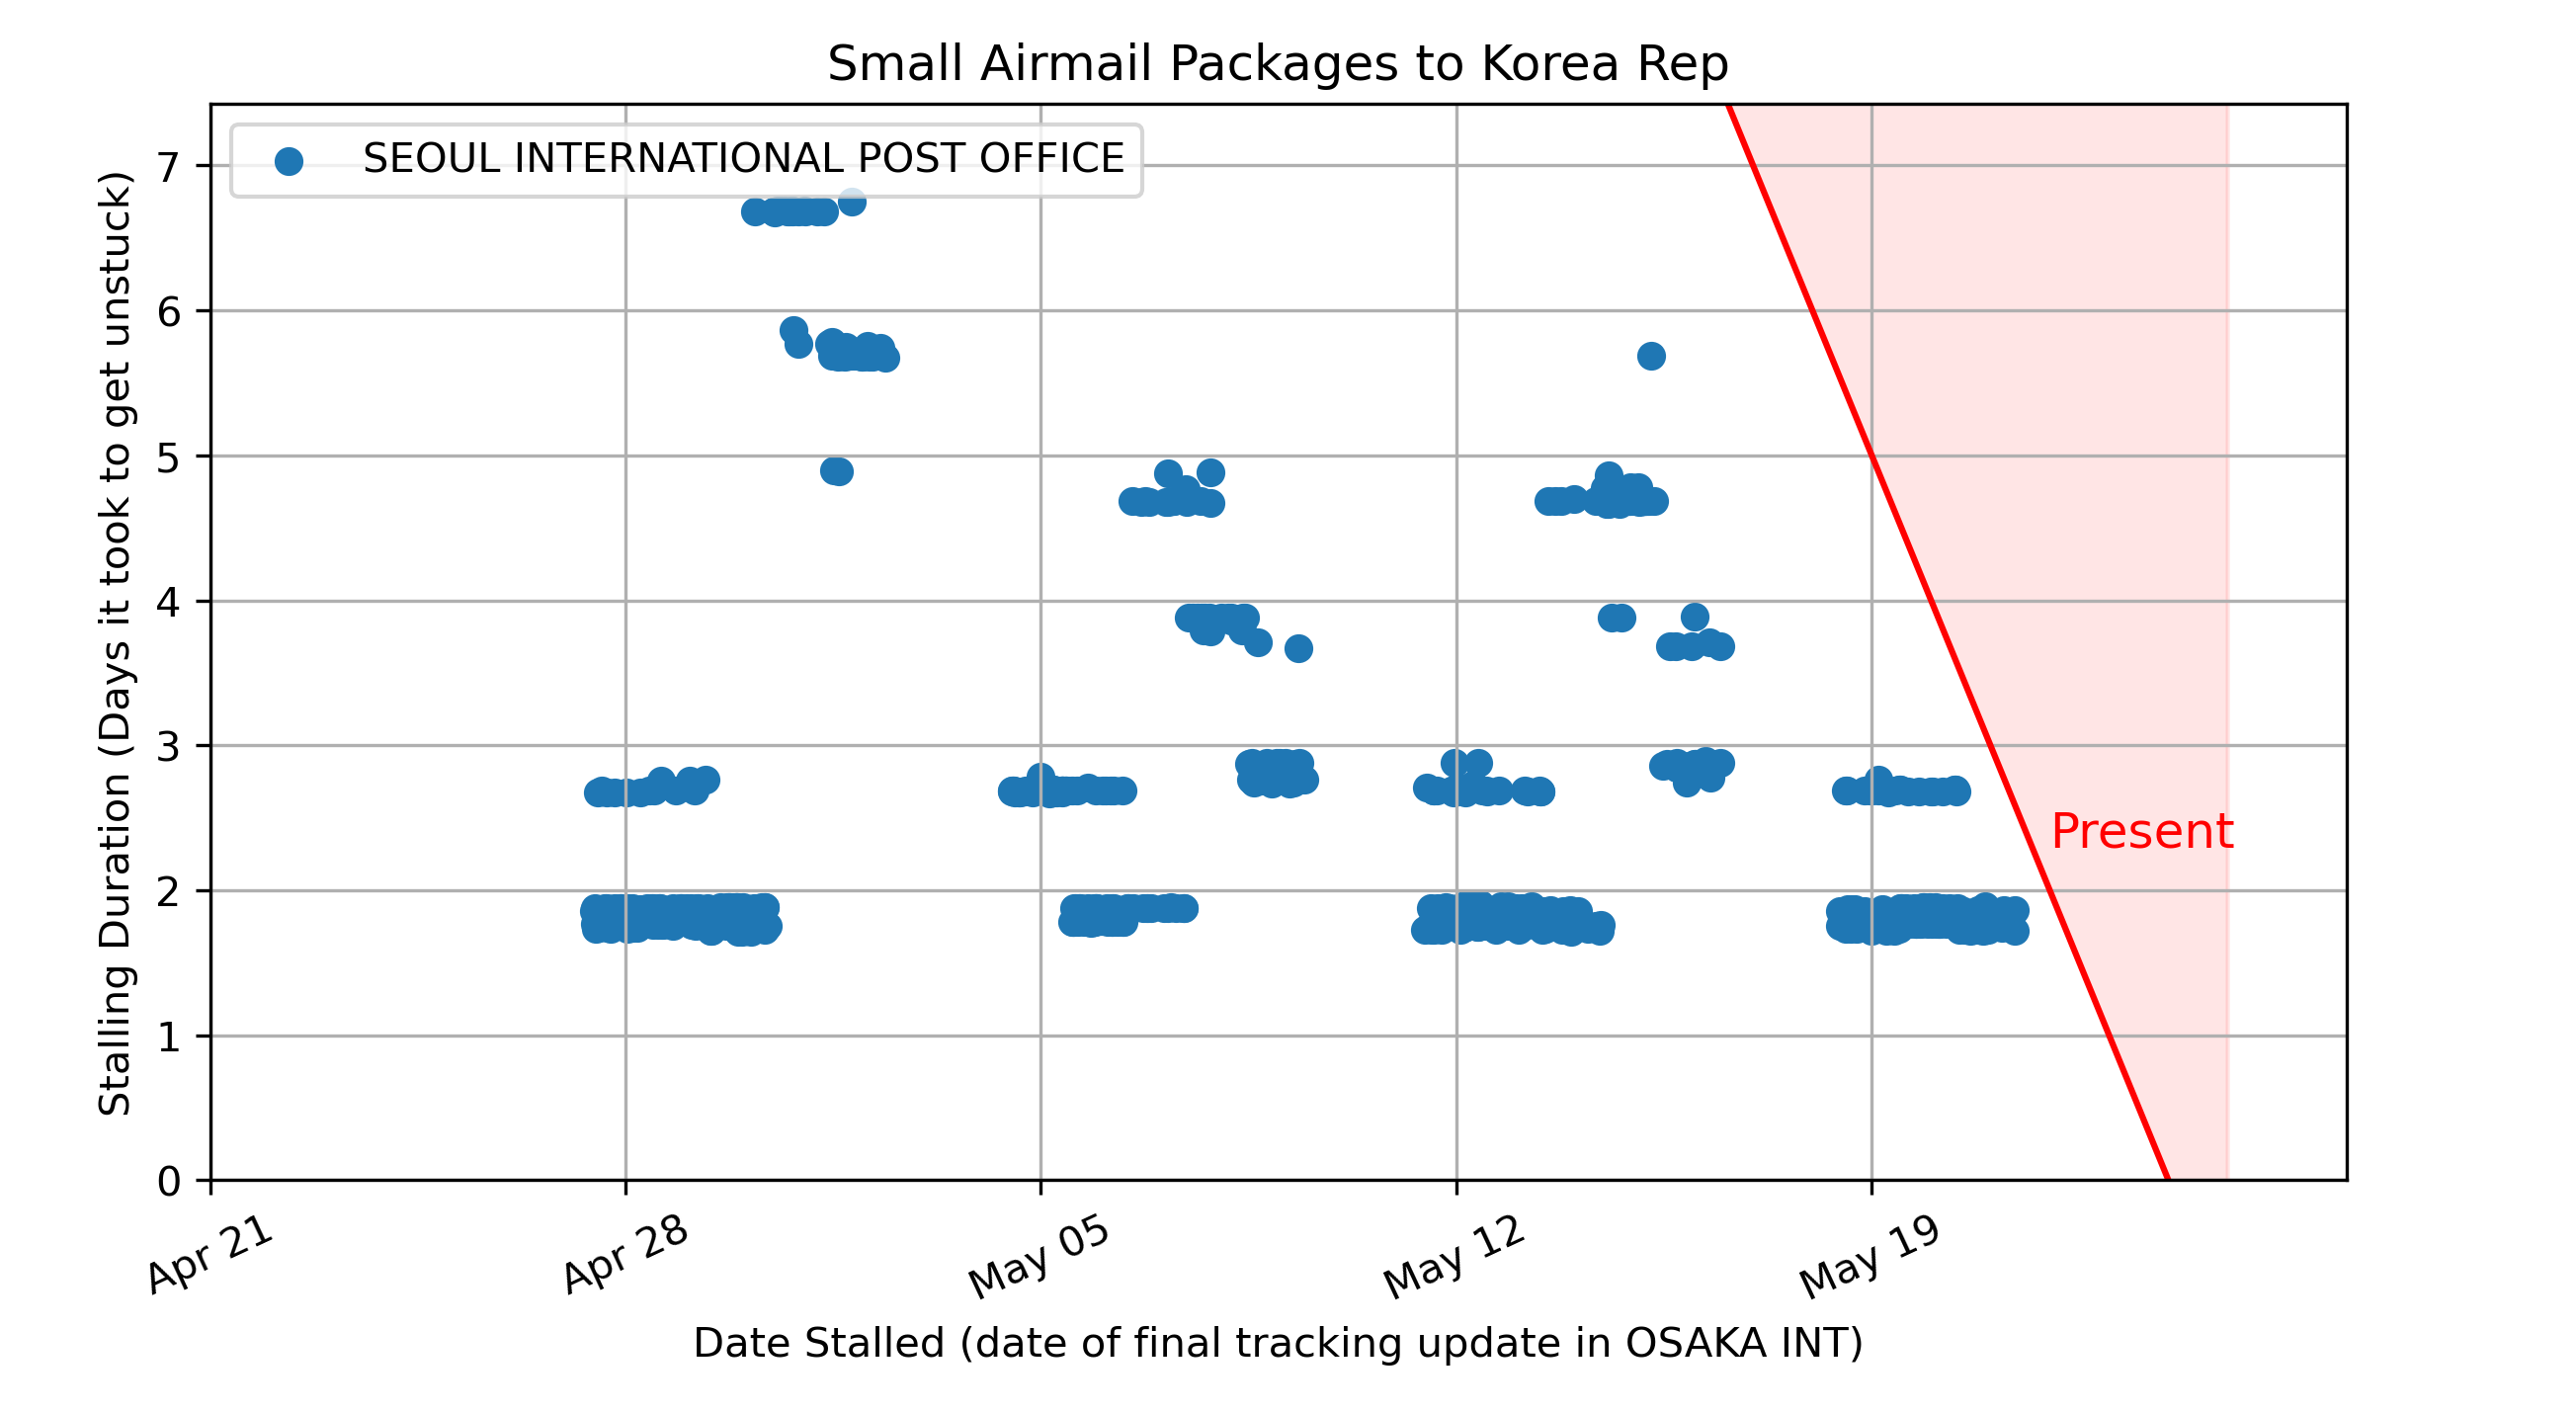 Small Airmail Packages to Korea Rep
SEOUL INTERNATIONAL POST OFFICE
Stalling Duration (Days it took to get unstuck)
7
6
5
4
3
2
1
0
Present
Apr 21
Apr 28
May 05
May 12
May 19
Date Stalled (date of final tracking update in OSAKA INT)